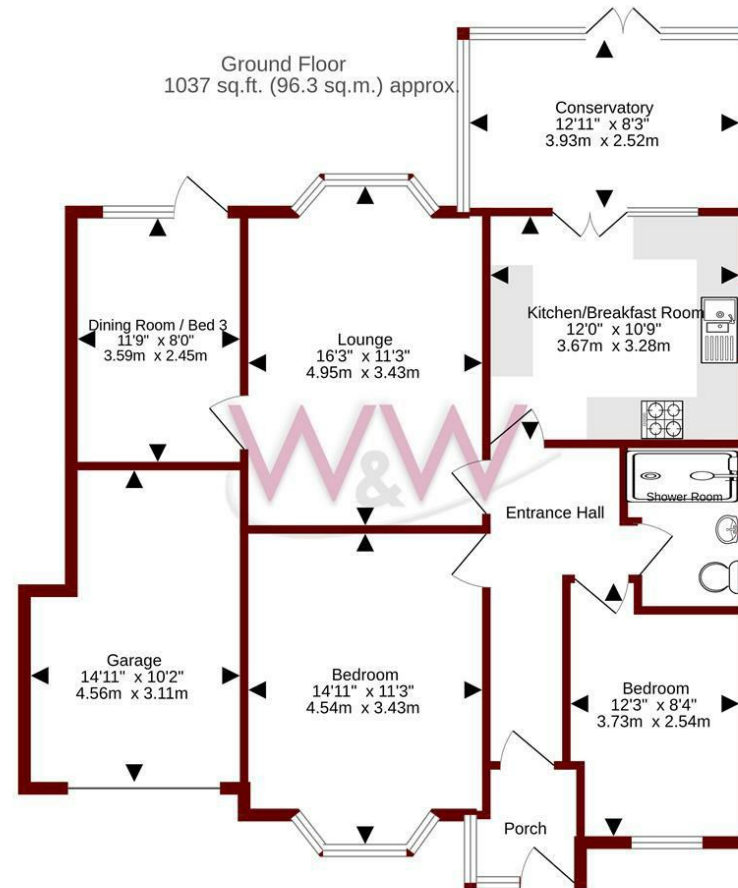 Ground Floor
1037 sq.ft. (96.3 sq.m.) approx.
Conservatory
12'11" x 8'3"
3.93m x 2.52m
Dining Room / Bed 3
11'9" x 8'0"
3.59m x 2.45m
Lounge
16'3" x 11'3"
4.95m x 3.43m
Kitchen/Breakfast Room
12'0" x 10'9"
3.67m x 3.28m
W&W
Shower Room
Entrance Hall
Garage
14'11" x 10'2"
4.56m x 3.11m
Bedroom
14'11" x 11'3"
4.54m x 3.43m
Bedroom
12'3" x 8'4"
3.73m x 2.54m
Porch